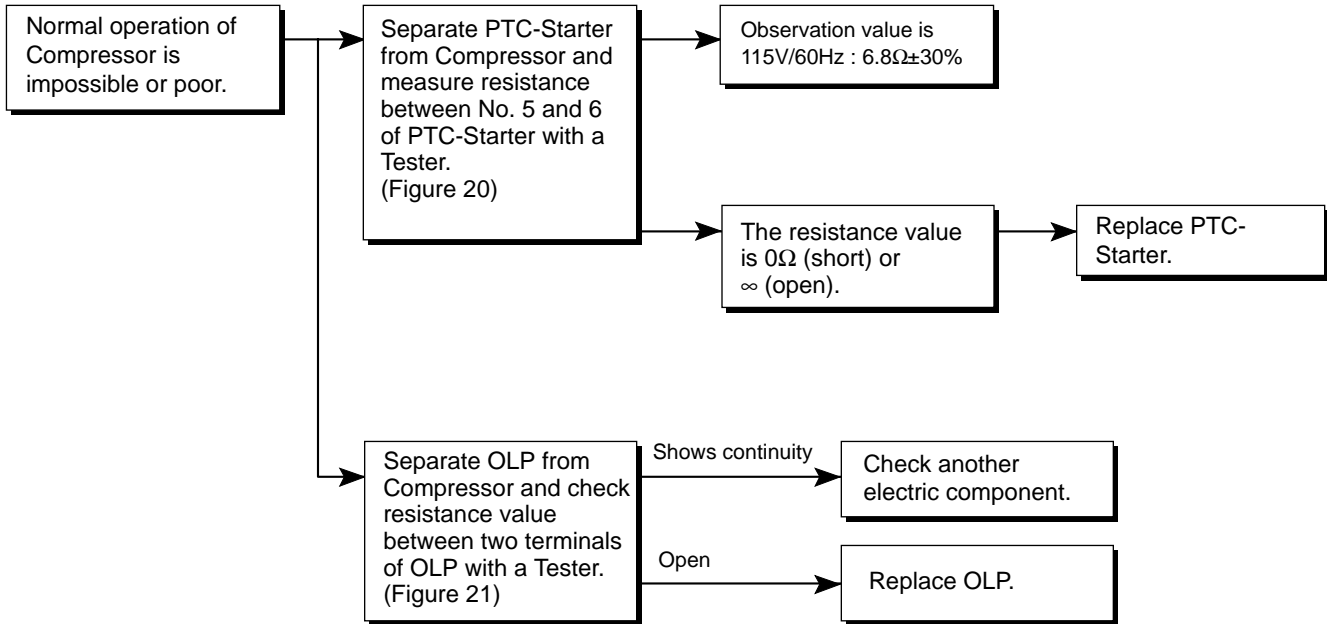 Normal operation of
Compressor is
impossible or poor.
Separate PTC-Starter
from Compressor and
measure resistance
between No. 5 and 6
of PTC-Starter with a
Tester.
(Figure 20)
Observation value is
115V/60Hz : 6.8Ω±30%
The resistance value
is 0Ω (short) or
∞ (open).
Replace PTC-
Starter.
Separate OLP from
Compressor and check
resistance value
between two terminals
of OLP with a Tester.
(Figure 21)
Shows continuity
Check another
electric component.
Open
Replace OLP.